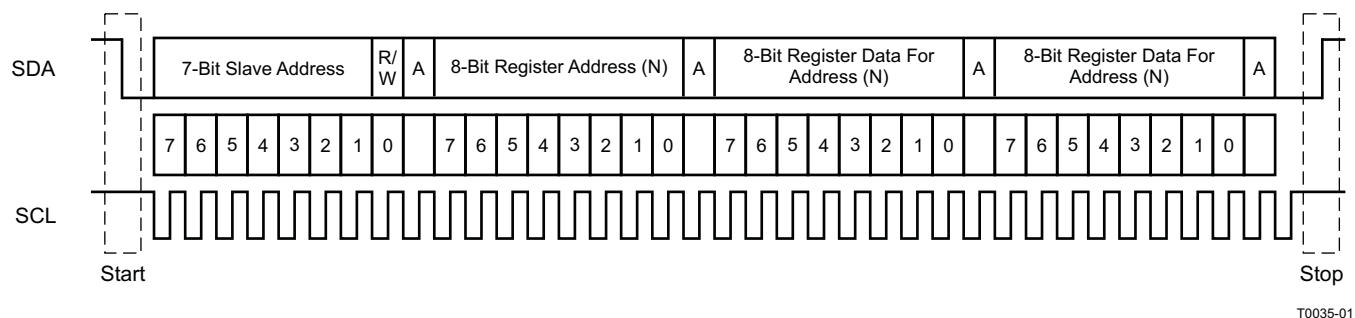 SDA
7-Bit Slave Address
R/
W
A
8-Bit Register Address (N)
A
8-Bit Register Data For
Address (N)
A
8-Bit Register Data For
Address (N)
A
7 6 5 4 3 2 1 0 7 6 5 4 3 2 1 0 7 6 5 4 3 2 1 0 7 6 5 4 3 2 1 0
SCL
Start
Stop
T0035-01